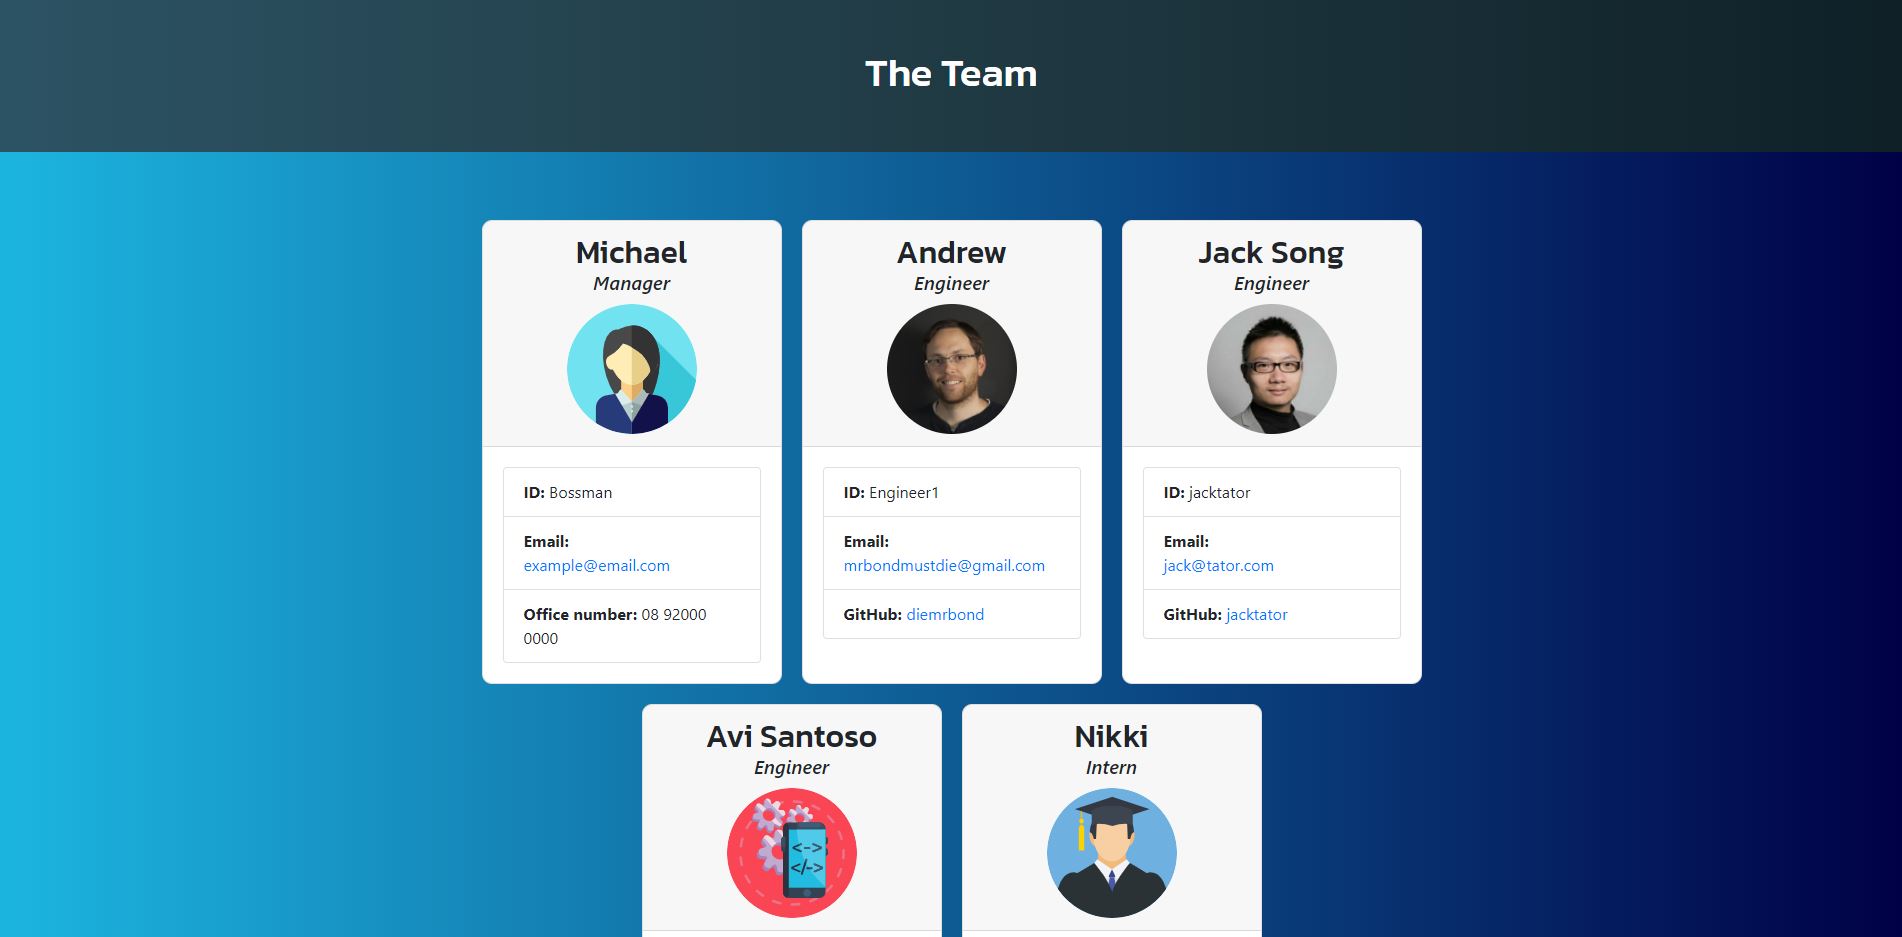 The Team
Michael
Manager
ID: Bossman
Email:
example@email.com
Office number: 08 92000
0000
Andrew
Engineer
ID: Engineer1
Email:
mrbondmustdie@gmail.com
GitHub: diemrbond
Jack Song
Engineer
ID: jacktator
Email:
jack@tator.com
GitHub: jacktator
Avi Santoso
Engineer
<->
</->
Nikki
Intern